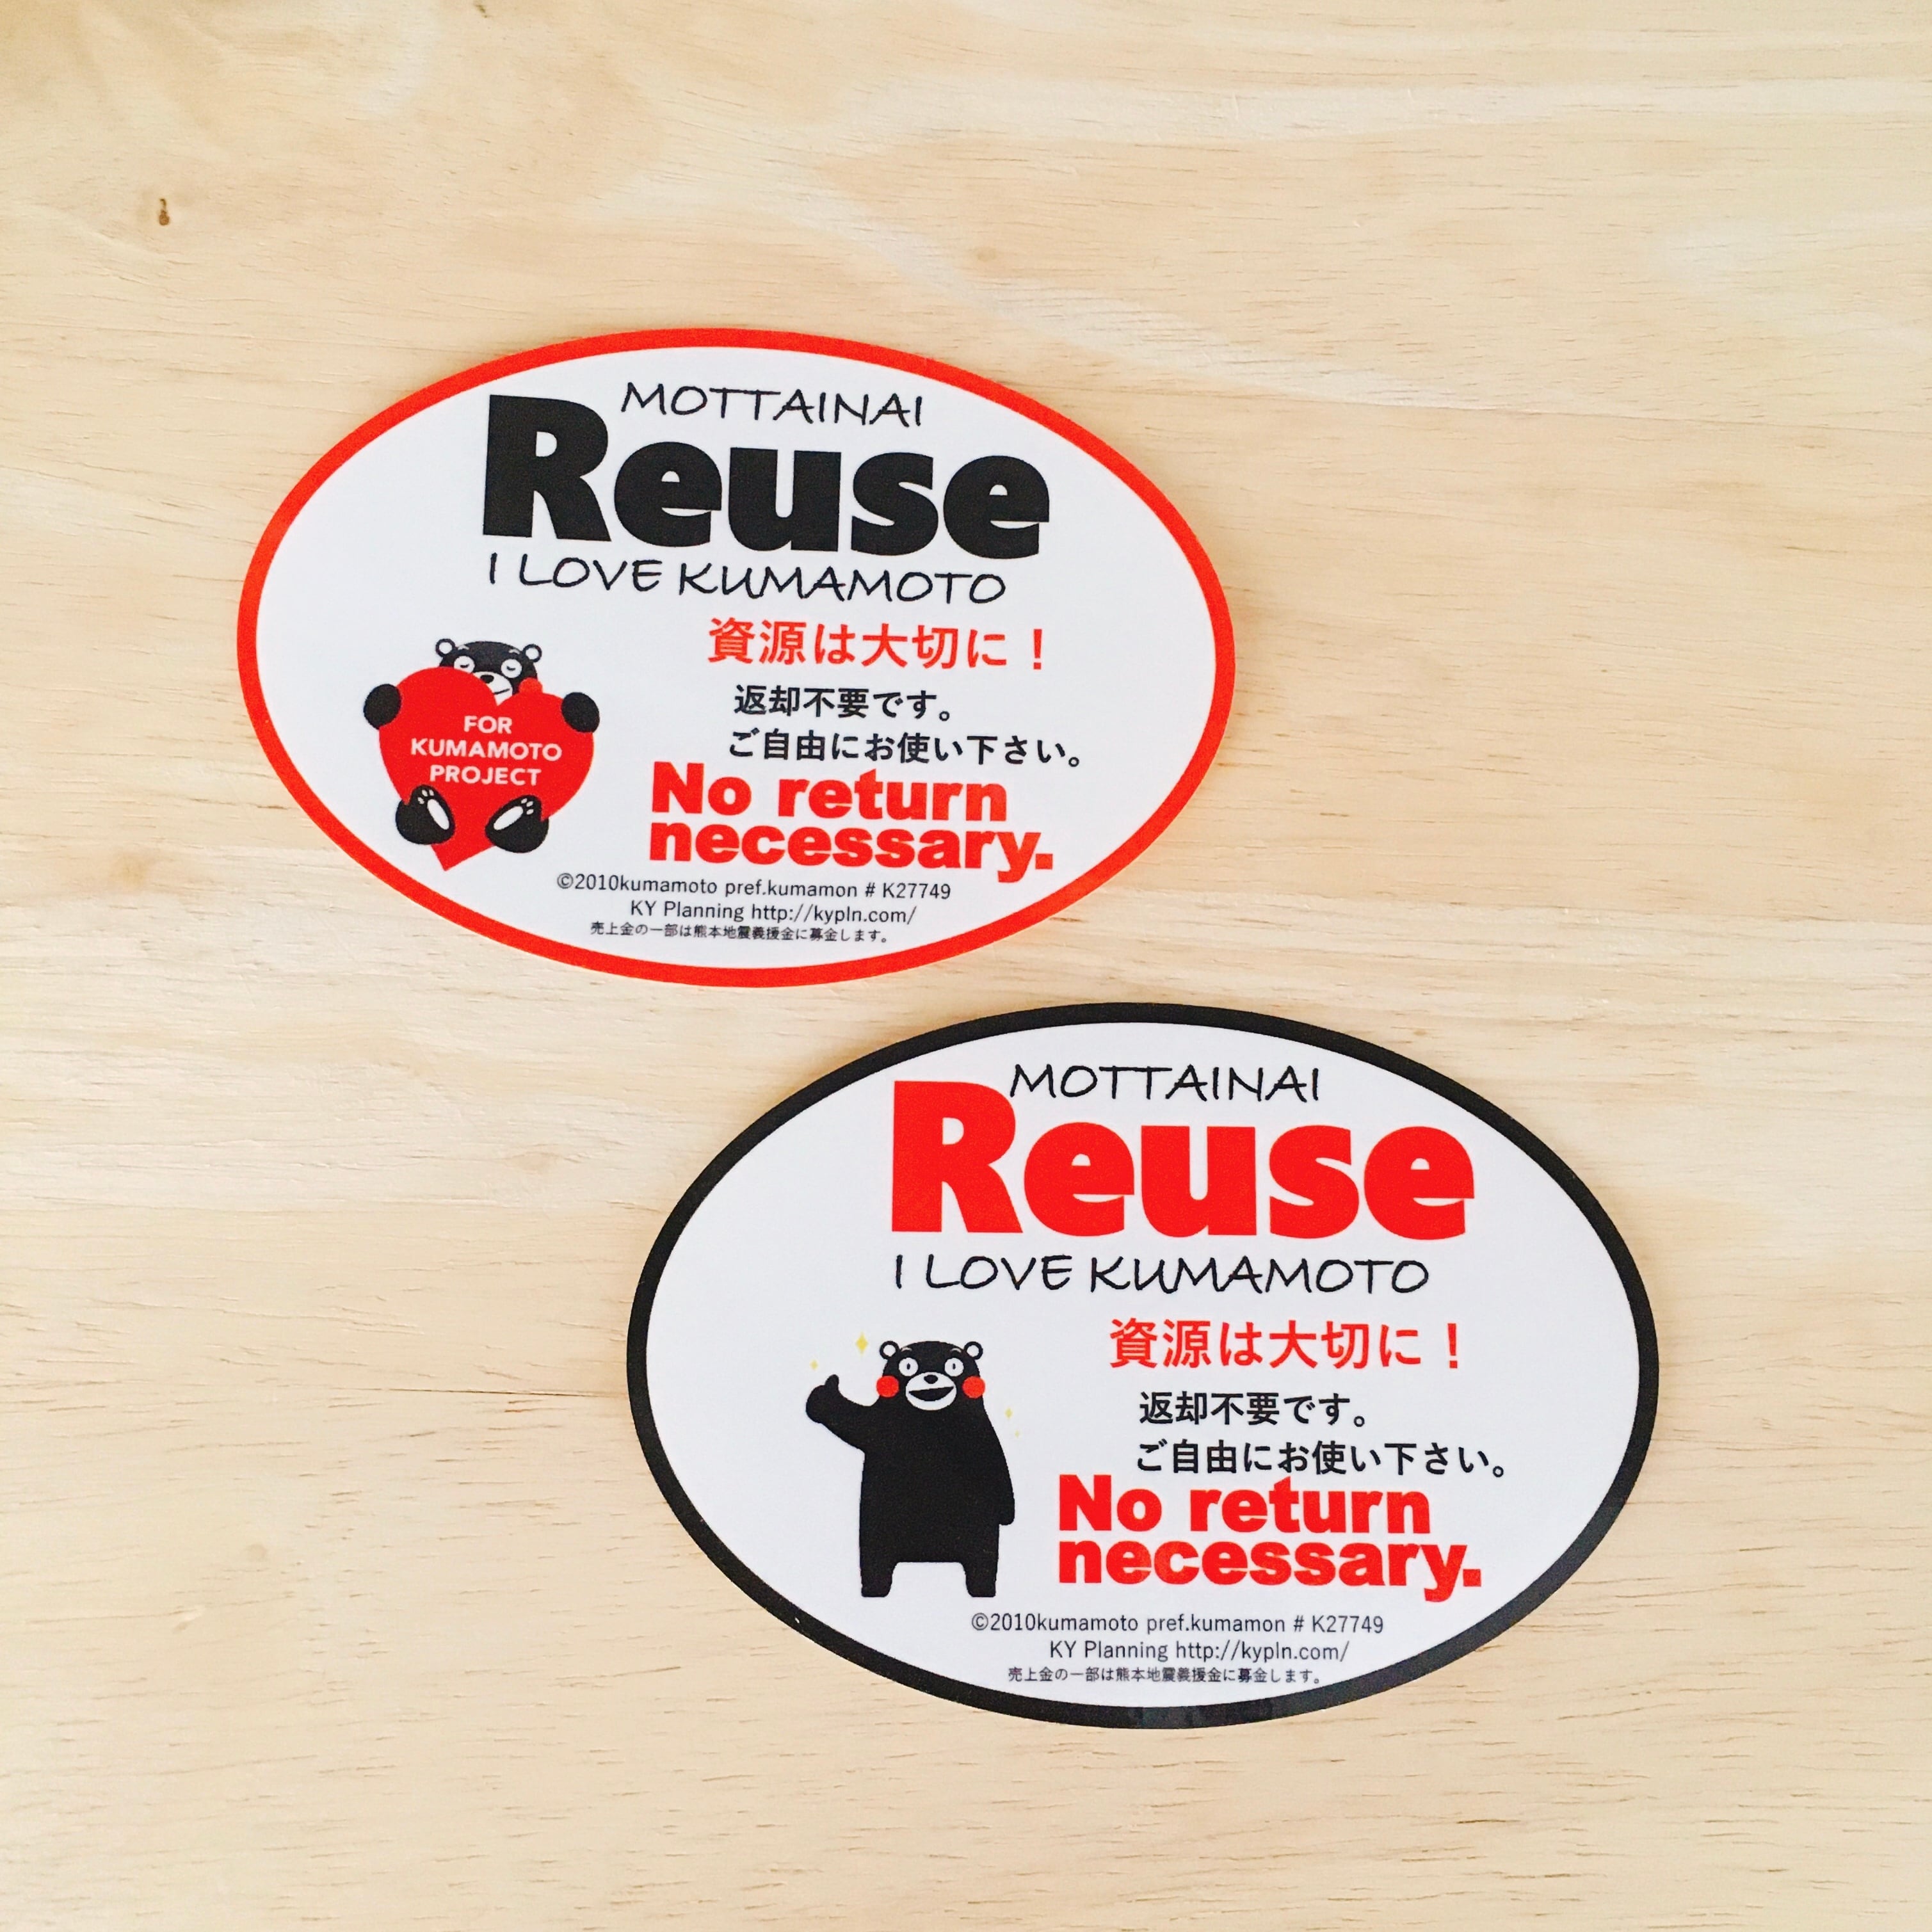 MOTTAINAI
Reuse
I LOVE KUMAMOTO
資源は大切に！
返却不要です。
ご自由にお使い下さい。
No return
necessary.
FOR
KUMAMOTO
PROJECT
©2010kumamoto pref.kumamon # K27749
KY Planning http://kypln.com/
売上金の一部は熊本地震義援金に募金します。
MOTTAINAI
Reuse
I LOVE KUMAMOTO
資源は大切に！
返却不要です。
ご自由にお使い下さい。
No return
necessary.
©2010kumamoto pref.kumamon # K27749
KY Planning http://kypln.com/
売上金の一部は熊本地震義援金に募金します。